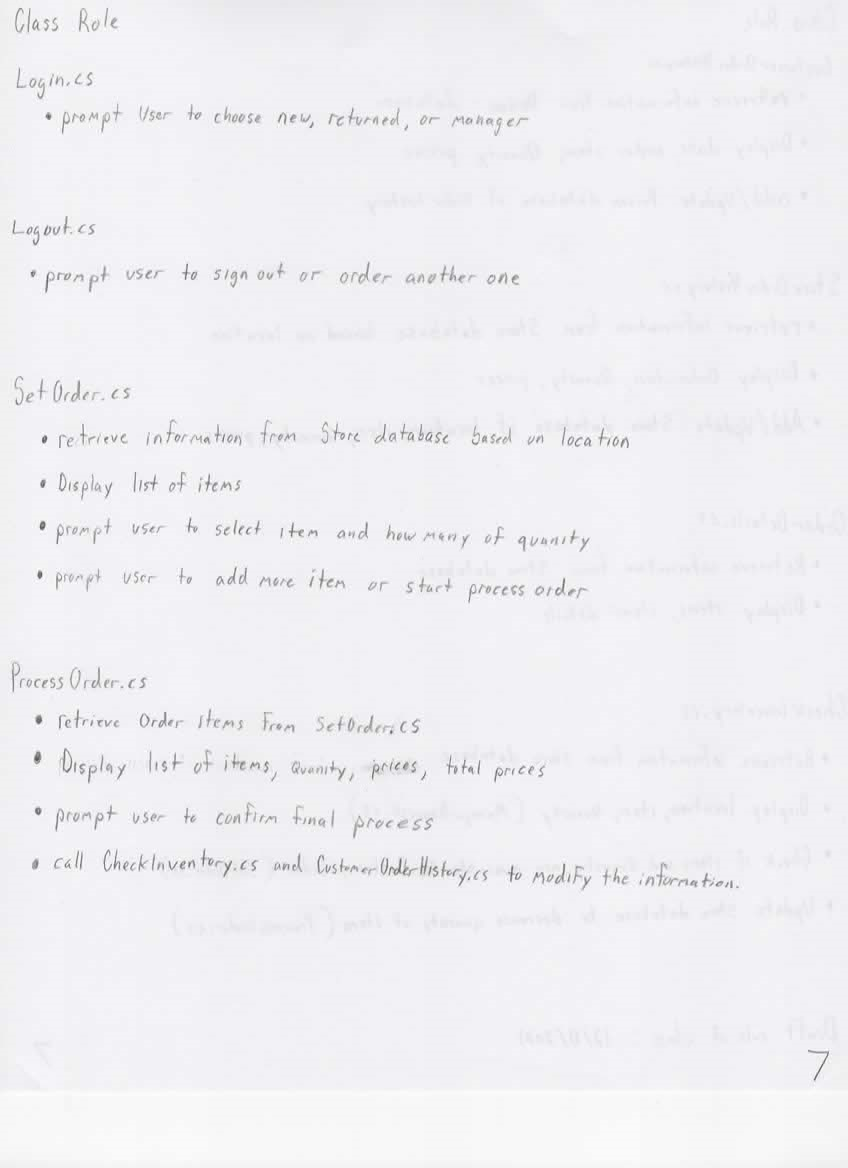 Class Role
Login.cs
• prompt User to choose new, returned, or manager
Logout.cs
• prompt user to sign out or order another one
SetOrder.cs
• retrieve information from Store database based on location
• Display list of items
• prompt user to select item and how many of quanity
• prompt user to add more item or start process order
ProcessOrder.cs
• retrieve Order items From SetOrder.cs
• Display list of items, quanity, prices, total prices
• prompt user to confirm final process
• call CheckInventory.cs and CustomerOrderHistory.cs to modify the information.
7